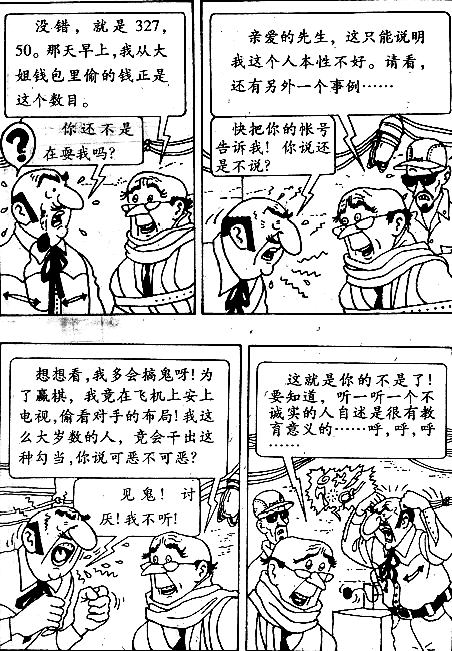 没错，就是327，
50。那天早上，我从大
姐钱包里偷的钱正是
这个数目。
?
你还不是
在耍我吗？
亲爱的先生，这只能说明
我这个人本性不好。请看，
还有另外一个事例……
快把你的帐号
告诉我！你说还
是不说？
想想看，我多会搞鬼呀！为
了赢棋，我竟在飞机上安上
电视，偷看对手的布局！我这
么大岁数的人，竟会干出这
种勾当，你说可恶不可恶？
见鬼！讨
厌！我不听！
这就是你的不是了！
要知道，听一听一个不
诚实的人自述是很有教
育意义的……呼，呼，呼
……